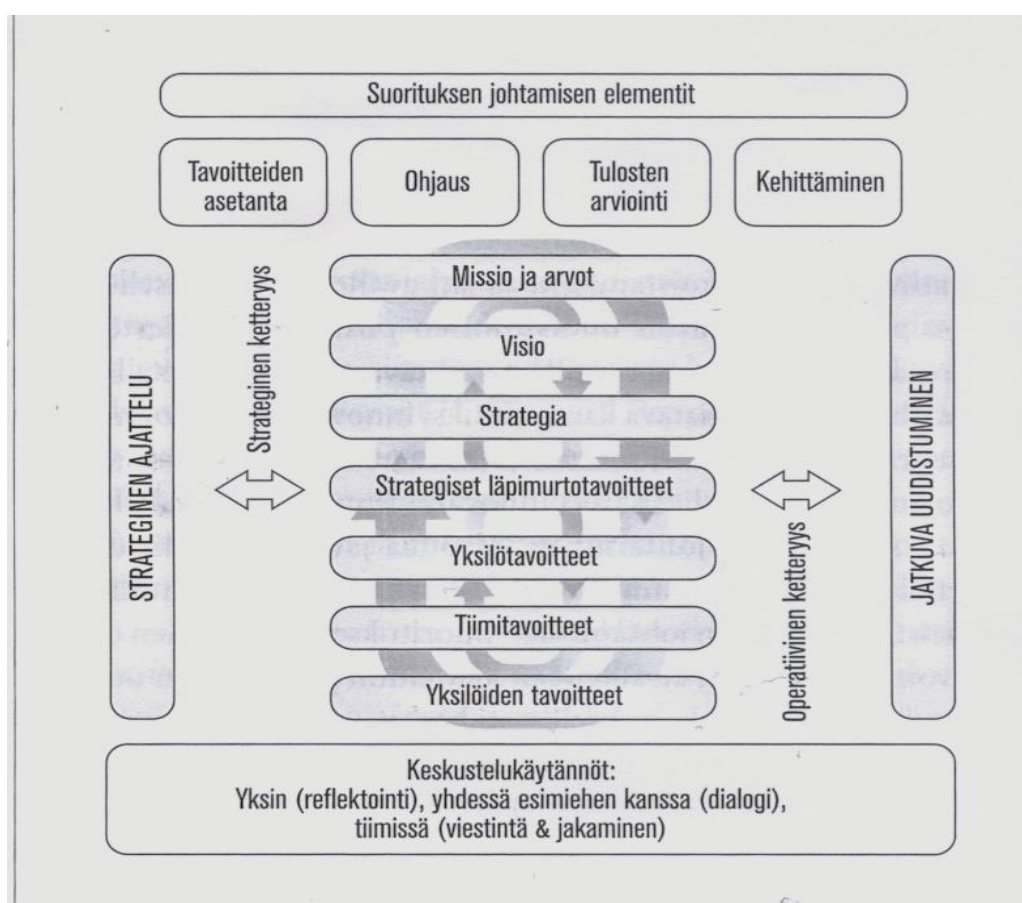 Suorituksen johtamisen elementit
Tavoitteiden
asetanta
Ohjaus
Tulosten
arviointi
Kehittäminen
STRATEGINEN AJATTELU
Strateginen ketteryys
Missio ja arvot
Visio
Strategia
Strategiset läpimurtotavoitteet
Yksilötavoitteet
Tiimitavoitteet
Yksilöiden tavoitteet
Operatiivinen ketteryys
JATKUVA UUDISTUMINEN
Keskustelukäytännöt:
Yksin (reflektointi), yhdessä esimiehen kanssa (dialogi),
tiimissä (viestintä & jakaminen)